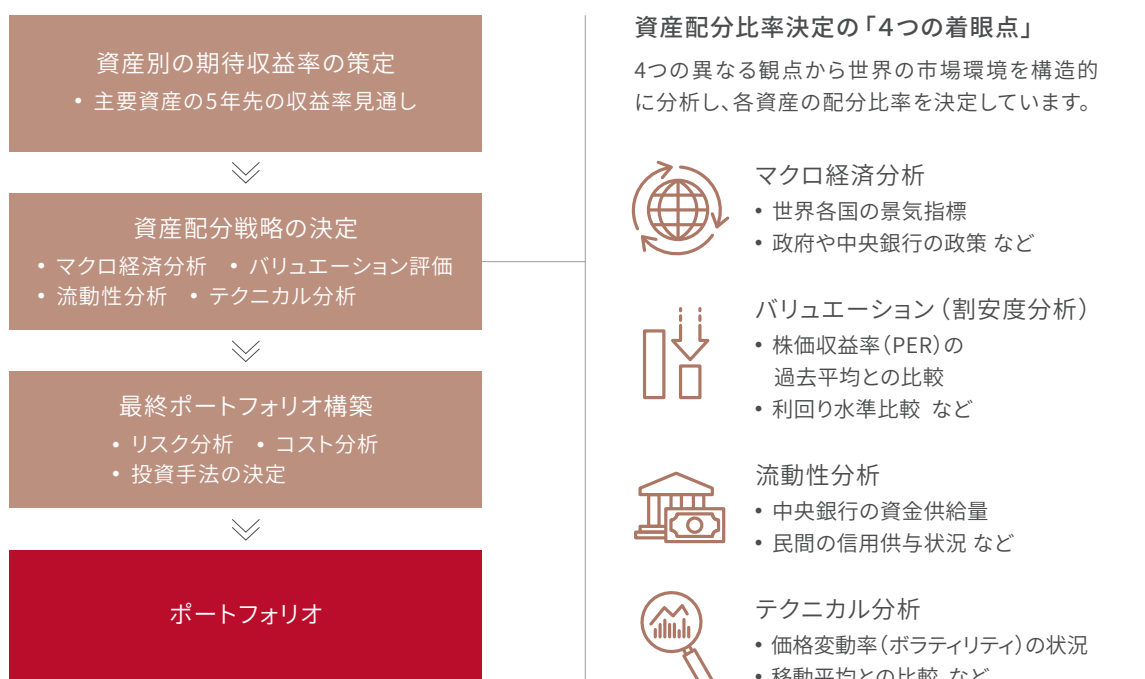 資産別の期待収益率の策定
• 主要資産の5年先の収益率見通し
資産配分戦略の決定
• マクロ経済分析 • バリュエーション評価
• 流動性分析 • テクニカル分析
最終ポートフォリオ構築
• リスク分析 • コスト分析
• 投資手法の決定
ポートフォリオ
資産配分比率決定の「4つの着眼点」
4つの異なる観点から世界の市場環境を構造的
に分析し、各資産の配分比率を決定しています。
マクロ経済分析
• 世界各国の景気指標
• 政府や中央銀行の政策 など
バリュエーション(割安度分析)
• 株価収益率(PER)の
過去平均との比較
• 利回り水準比較 など
流動性分析
• 中央銀行の資金供給量
• 民間の信用供与状況 など
テクニカル分析
• 価格変動率(ボラティリティ)の状況
• 移動平均との比較 など